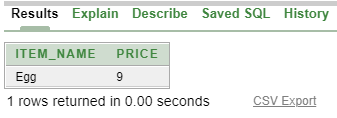 Results Explain Describe Saved SQL History
ITEM_NAME PRICE
Egg 9
1 rows returned in 0.00 seconds CSV Export